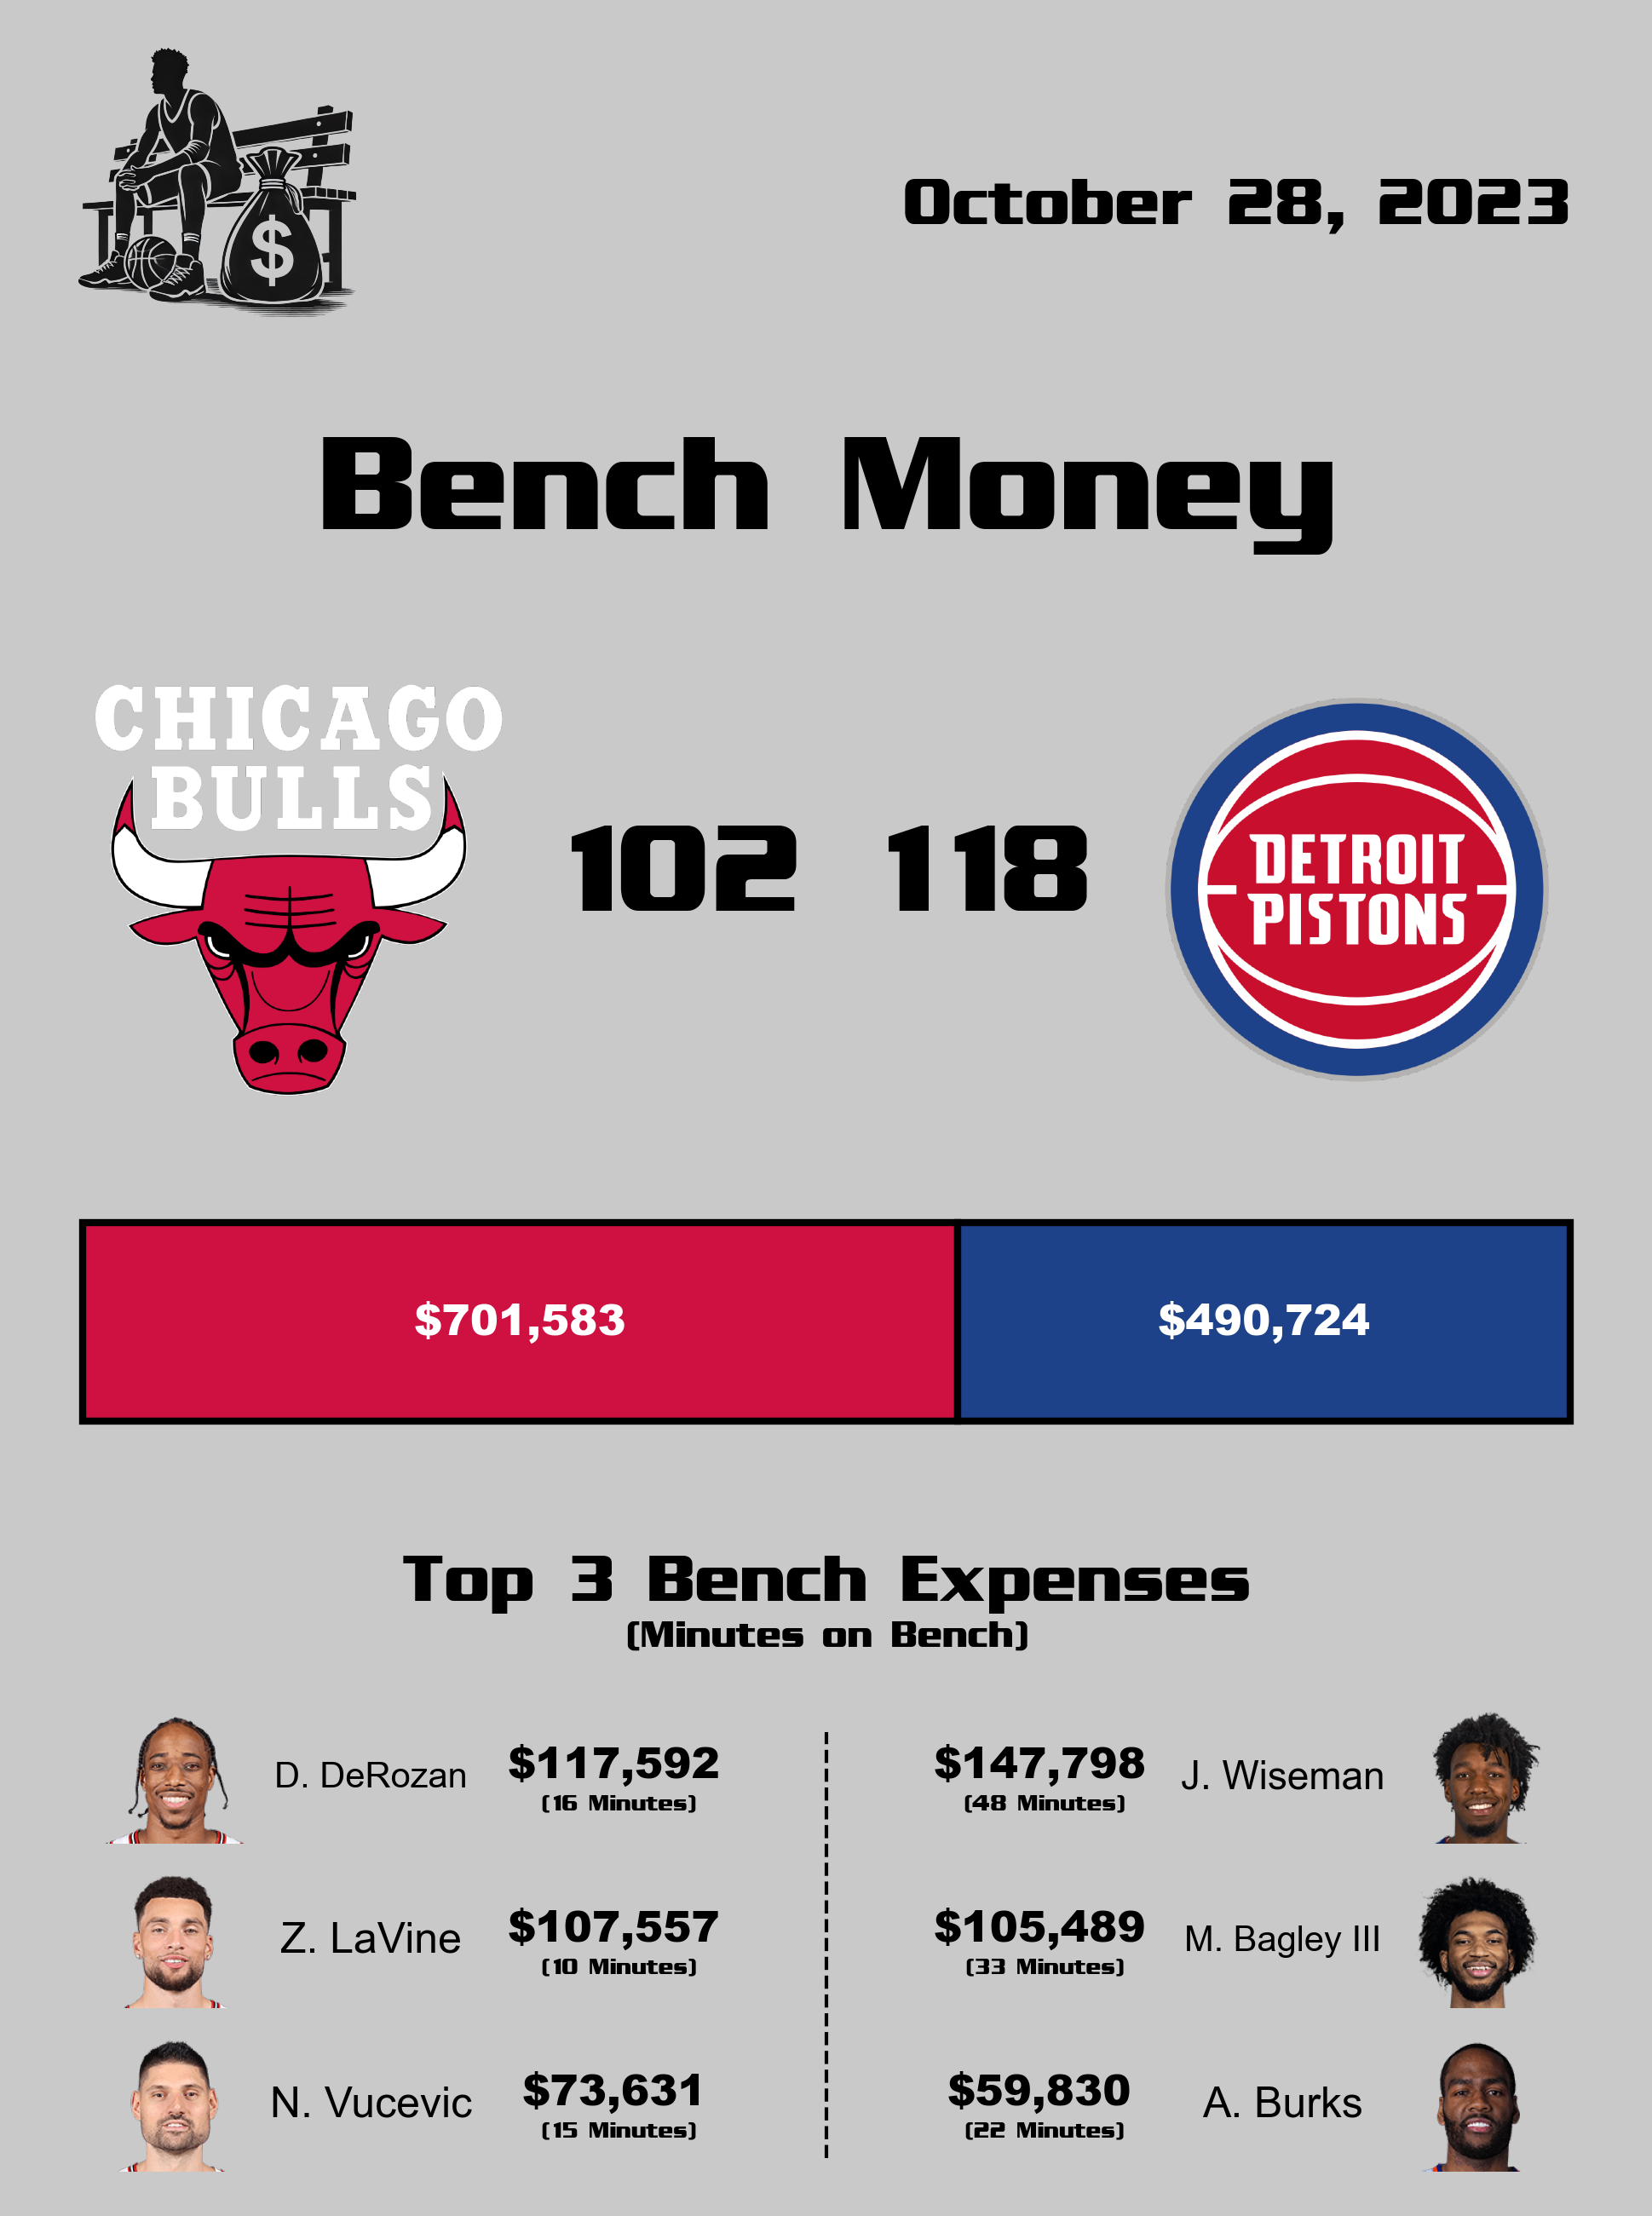 $
October 28, 2023
Bench Money
CHICAGO
BULLS
102 118
DETROIT
PISTONS
$701,583 $490,724
Top 3 Bench Expenses
(Minutes on Bench)
D. DeRozan $117,592 $147,798 J. Wiseman
(16 Minutes) (48 Minutes)
Z. LaVine $107,557 $105,489 M. Bagley III
(10 Minutes) (33 Minutes)
N. Vucevic $73,631 $59,830 A. Burks
(15 Minutes) (22 Minutes)